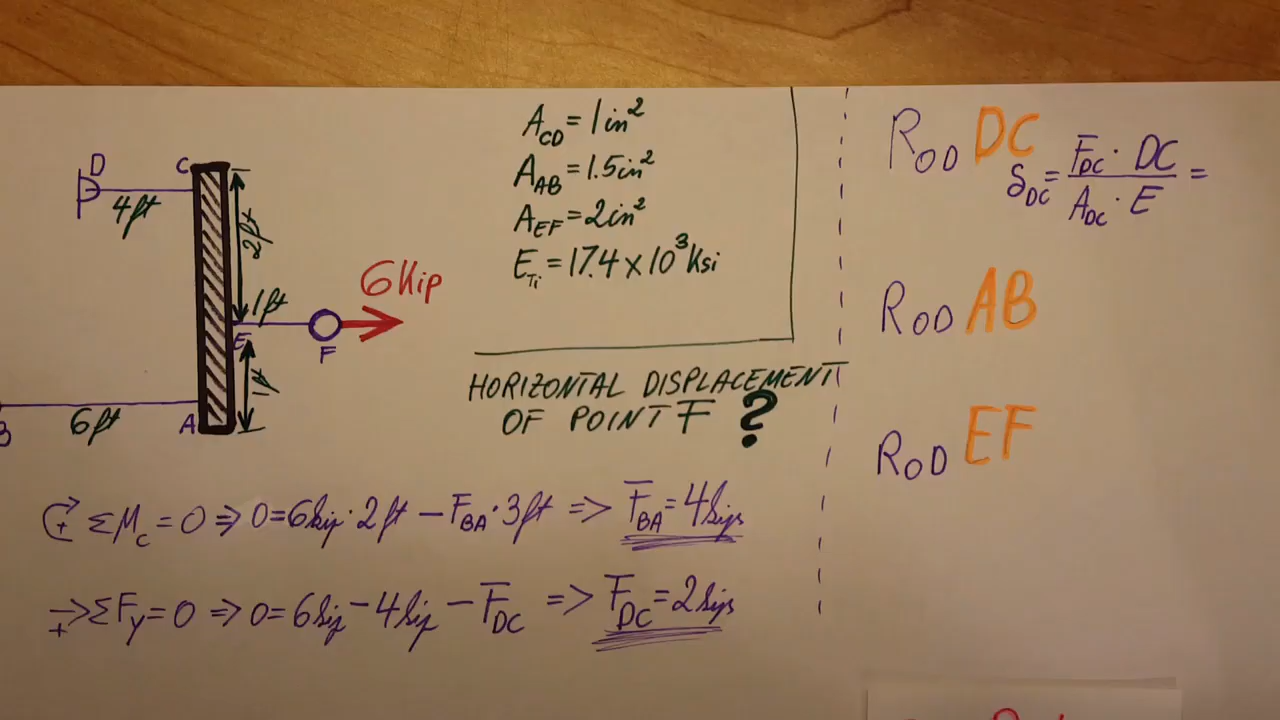 D
C
4ft
2ft
1ft
E
F
6Kip
1ft
B
6ft
A
A_CD = 1in²
A_AB = 1.5in²
A_EF = 2in²
E_Ti = 17.4 x 10³ Ksi
HORIZONTAL DISPLACEMENT
OF POINT F ?
+ ΣM_C = 0 => 0 = 6kip · 2ft - F_BA · 3ft => F_BA = 4kips
+ → ΣF_y = 0 => 0 = 6kip - 4kip - F_DC => F_DC = 2kips
ROD DC
δ_DC = F_DC · DC / A_DC · E =
ROD AB
ROD EF